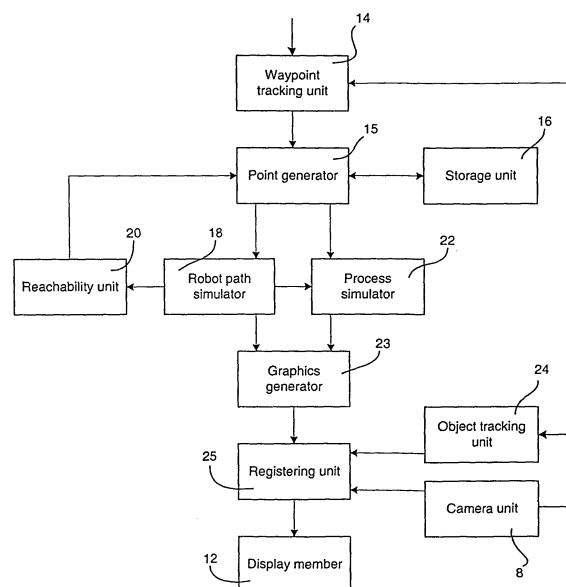 14
Waypoint
tracking unit
15
16
Point generator
Storage unit
20
18
22
Reachability unit
Robot path
simulator
Process
simulator
23
Graphics
generator
24
Object tracking
unit
25
Registering unit
Camera unit
12
Display member
8